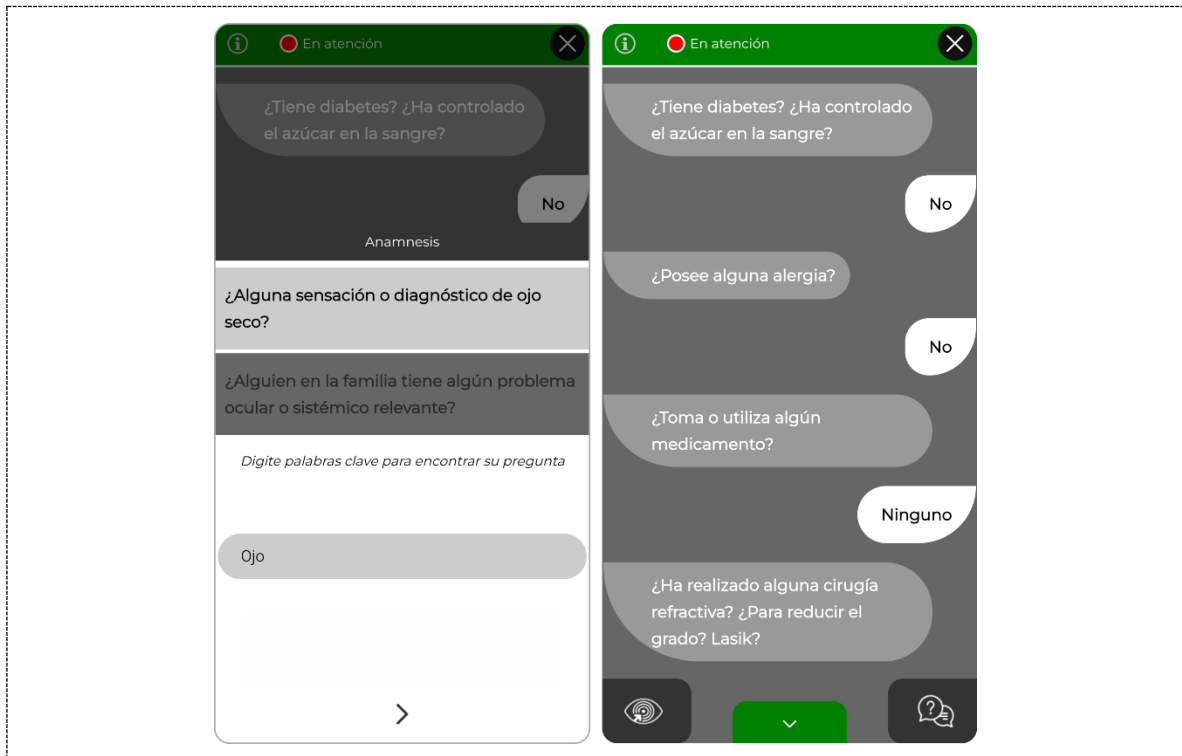 En atención
¿Tiene diabetes? ¿Ha controlado
el azúcar en la sangre?
No
Anamnesis
¿Alguna sensación o diagnóstico de ojo
seco?
¿Alguien en la familia tiene algún problema
ocular o sistémico relevante?
Digite palabras clave para encontrar su pregunta
Ojo
En atención
¿Tiene diabetes? ¿Ha controlado
el azúcar en la sangre?
No
¿Posee alguna alergia?
No
¿Toma o utiliza algún
medicamento?
Ninguno
¿Ha realizado alguna cirugía
refractiva? ¿Para reducir el
grado? Lasik?